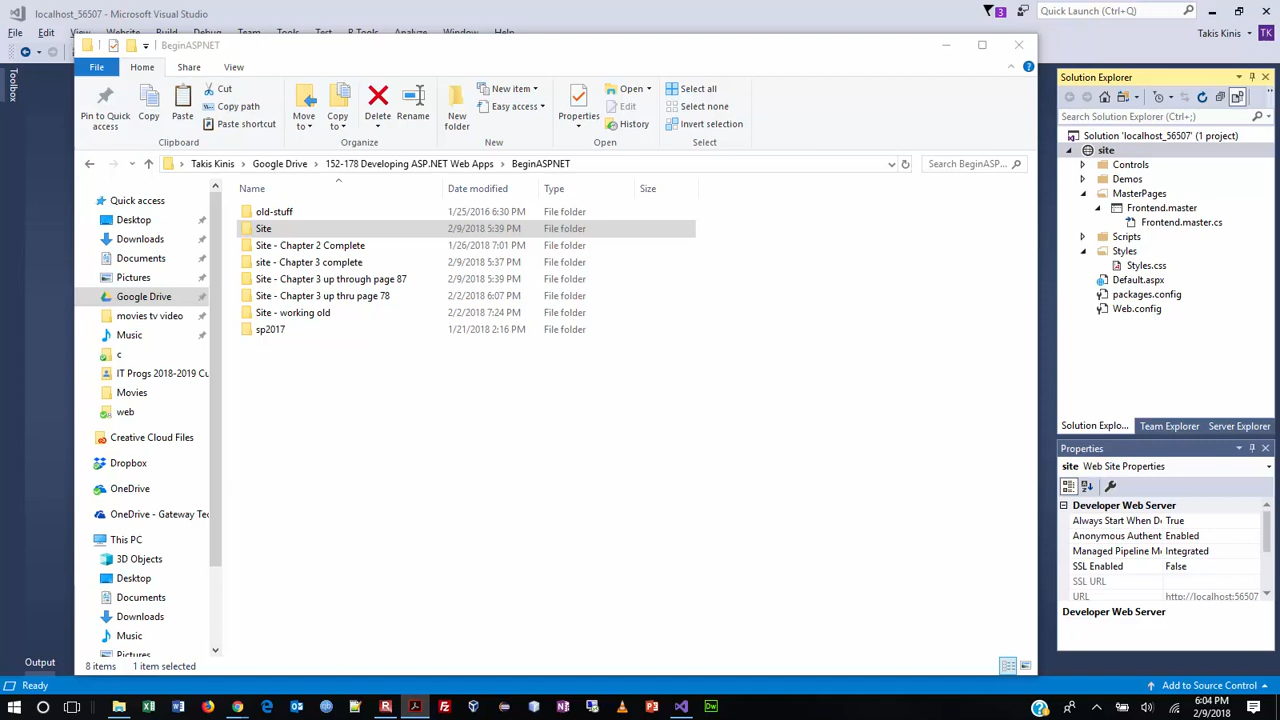 localhost_56507 - Microsoft Visual Studio
3
Quick Launch (Ctrl+Q)
File
Takis Kinis
TK
BeginASPNET
File
Home
Share
View
Pin to Quick access
Copy
Paste
Cut
Copy path
Paste shortcut
Clipboard
Move to
Copy to
Delete
Rename
Organize
New folder
New item
Easy access
New
Properties
Open
Edit
History
Open
Select all
Select none
Invert selection
Select
Takis Kinis > Google Drive > 152-178 Developing ASP.NET Web Apps > BeginASPNET
Search BeginASP...
Name Date modified Type Size
old-stuff 1/25/2016 6:30 PM File folder
Site 2/9/2018 5:39 PM File folder
Site - Chapter 2 Complete 1/26/2018 7:01 PM File folder
site - Chapter 3 complete 2/9/2018 5:37 PM File folder
Site - Chapter 3 up through page 87 2/9/2018 5:39 PM File folder
Site - Chapter 3 up thru page 78 2/2/2018 6:07 PM File folder
Site - working old 2/2/2018 7:24 PM File folder
sp2017 1/21/2018 2:16 PM File folder
Quick access
Desktop
Downloads
Documents
Pictures
Google Drive
movies tv video
Music
c
IT Progs 2018-2019 Cu
Movies
web
Creative Cloud Files
Dropbox
OneDrive
OneDrive - Gateway Tec
This PC
3D Objects
Desktop
Documents
Downloads
Music
Pictures
8 items 1 item selected
Toolbox
Output
Ready
Solution Explorer
Search Solution Explorer (Ctrl+;)
Solution 'localhost_56507' (1 project)
site
Controls
Demos
MasterPages
Frontend.master
Frontend.master.cs
Scripts
Styles
Styles.css
Default.aspx
packages.config
Web.config
Solution Explo... Team Explorer Server Explorer
Properties
site Web Site Properties
Developer Web Server
Always Start When De True
Anonymous Authent Enabled
Managed Pipeline Mo Integrated
SSL Enabled False
SSL URL
URL http://localhost:56507
Developer Web Server
Add to Source Control
6:04 PM
2/9/2018